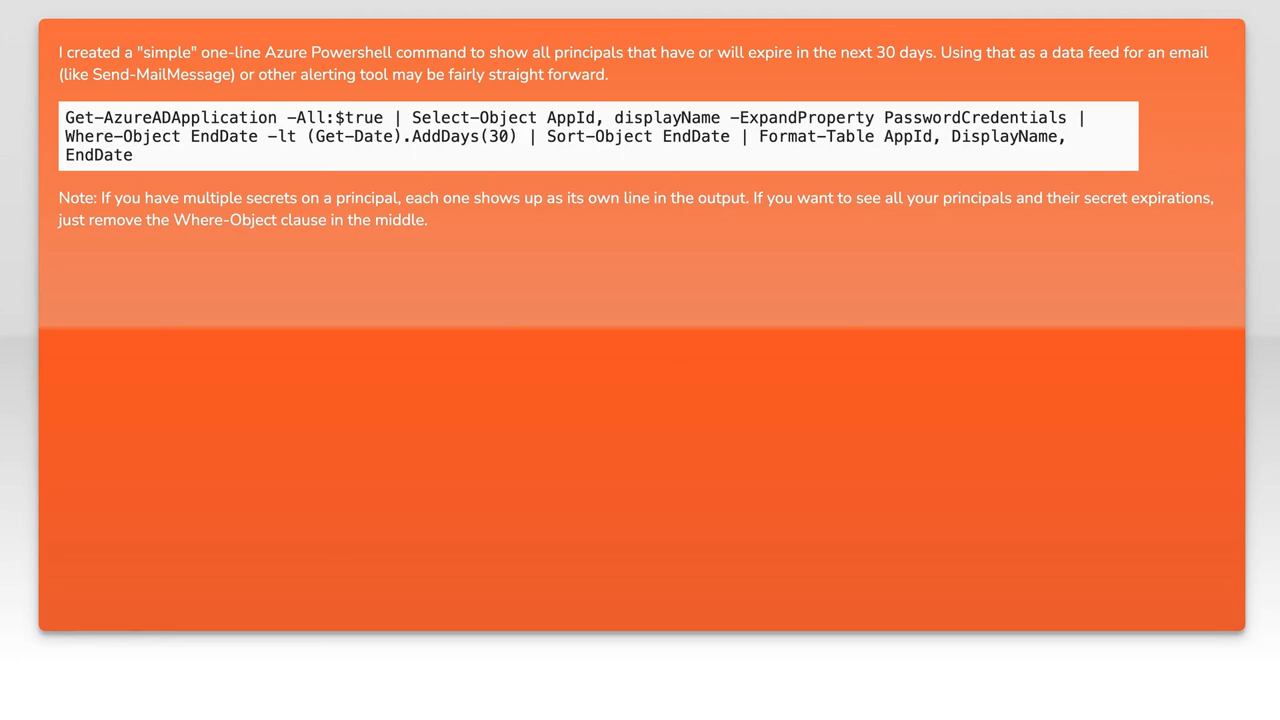 I created a "simple" one-line Azure Powershell command to show all principals that have or will expire in the next 30 days. Using that as a data feed for an email
(like Send-MailMessage) or other alerting tool may be fairly straight forward.
Get-AzureADApplication -All:$true | Select-Object AppId, displayName -ExpandProperty PasswordCredentials |
Where-Object EndDate -lt (Get-Date).AddDays(30) | Sort-Object EndDate | Format-Table AppId, DisplayName,
EndDate
Note: If you have multiple secrets on a principal, each one shows up as its own line in the output. If you want to see all your principals and their secret expirations,
just remove the Where-Object clause in the middle.